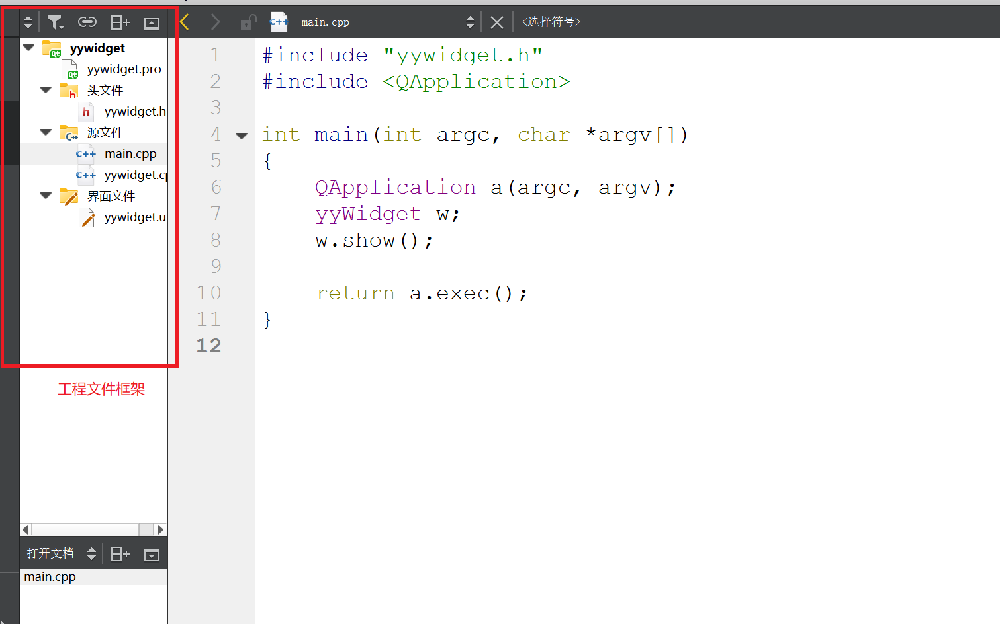 main.cpp
<选择符号>
yywidget
yywidget.pro
头文件
yywidget.h
源文件
main.cpp
yywidget.c
界面文件
yywidget.u
工程文件框架
打开文档
main.cpp
1 #include "yywidget.h"
2 #include <QApplication>
3
4 int main(int argc, char *argv[])
5 {
6 QApplication a(argc, argv);
7 yyWidget w;
8 w.show();
9
10 return a.exec();
11 }
12